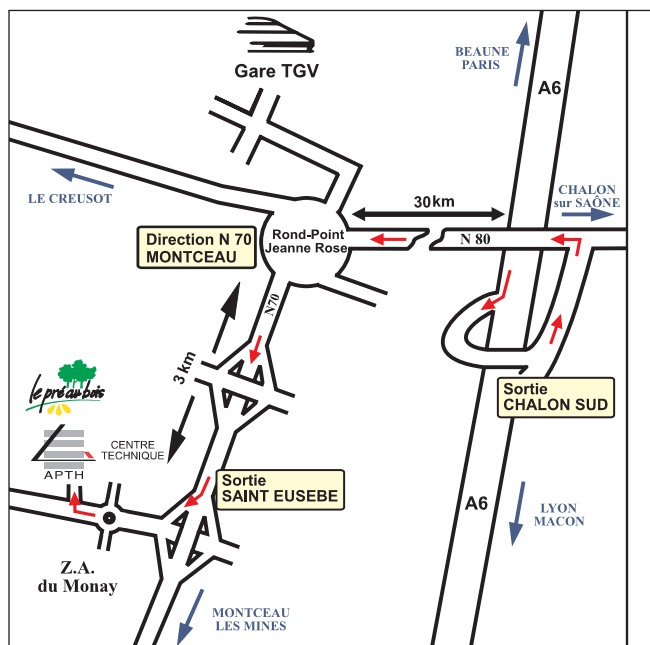 Gare TGV
BEAUNE
PARIS
A6
LE CREUSOT
30km
CHALON
sur SAÔNE
Direction N 70
MONTCEAU
Rond-Point
Jeanne Rose
N 80
N70
3 km
le pré au bois
Sortie
CHALON SUD
CENTRE
TECHNIQUE
APTH
Sortie
SAINT EUSEBE
A6
LYON
MACON
Z.A.
du Monay
MONTCEAU
LES MINES